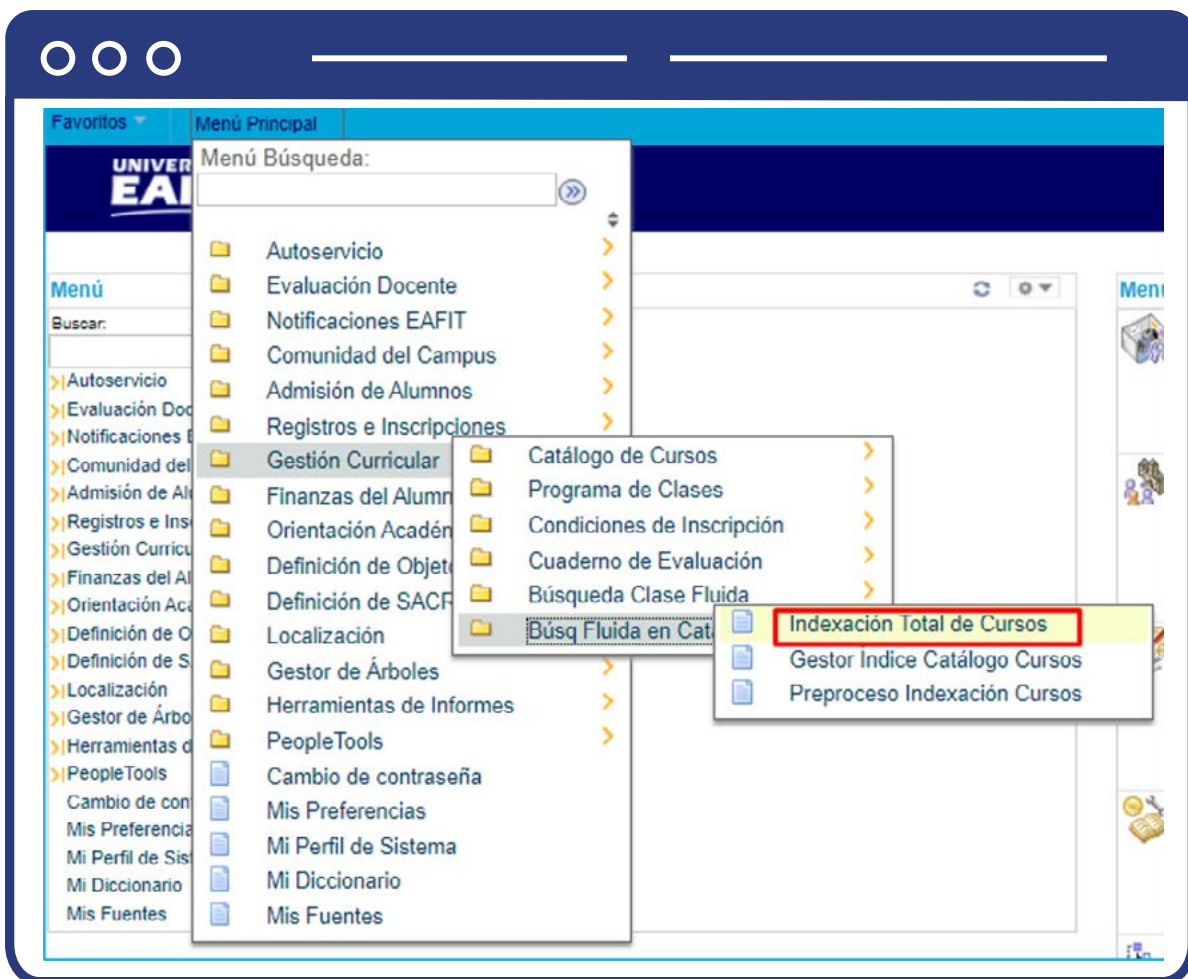 Favoritos Menú Principal
UNIVER
EAI
Menú Búsqueda:
Autoservicio
Evaluación Docente
Notificaciones EAFIT
Comunidad del Campus
Admisión de Alumnos
Registros e Inscripciones
Gestión Curricular
Finanzas del Alumn
Orientación Acadén
Definición de Objet
Definición de SACR
Localización
Gestor de Árboles
Herramientas de Informes
PeopleTools
Cambio de contraseña
Mis Preferencias
Mi Perfil de Sistema
Mi Diccionario
Mis Fuentes
Catálogo de Cursos
Programa de Clases
Condiciones de Inscripción
Cuaderno de Evaluación
Búsqueda Clase Fluida
Búsq Fluida en Cat
Indexación Total de Cursos
Gestor Índice Catálogo Cursos
Preproceso Indexación Cursos
Menú
Buscar:
Autoservicio
Evaluación Doc
Notificaciones E
Comunidad del
Admisión de Alu
Registros e Ins
Gestión Curricu
Finanzas del Al
Orientación Aca
Definición de O
Definición de S
Localización
Gestor de Árbo
Herramientas d
PeopleTools
Cambio de con
Mis Preferencia
Mi Perfil de Sis
Mi Diccionario
Mis Fuentes
Menú